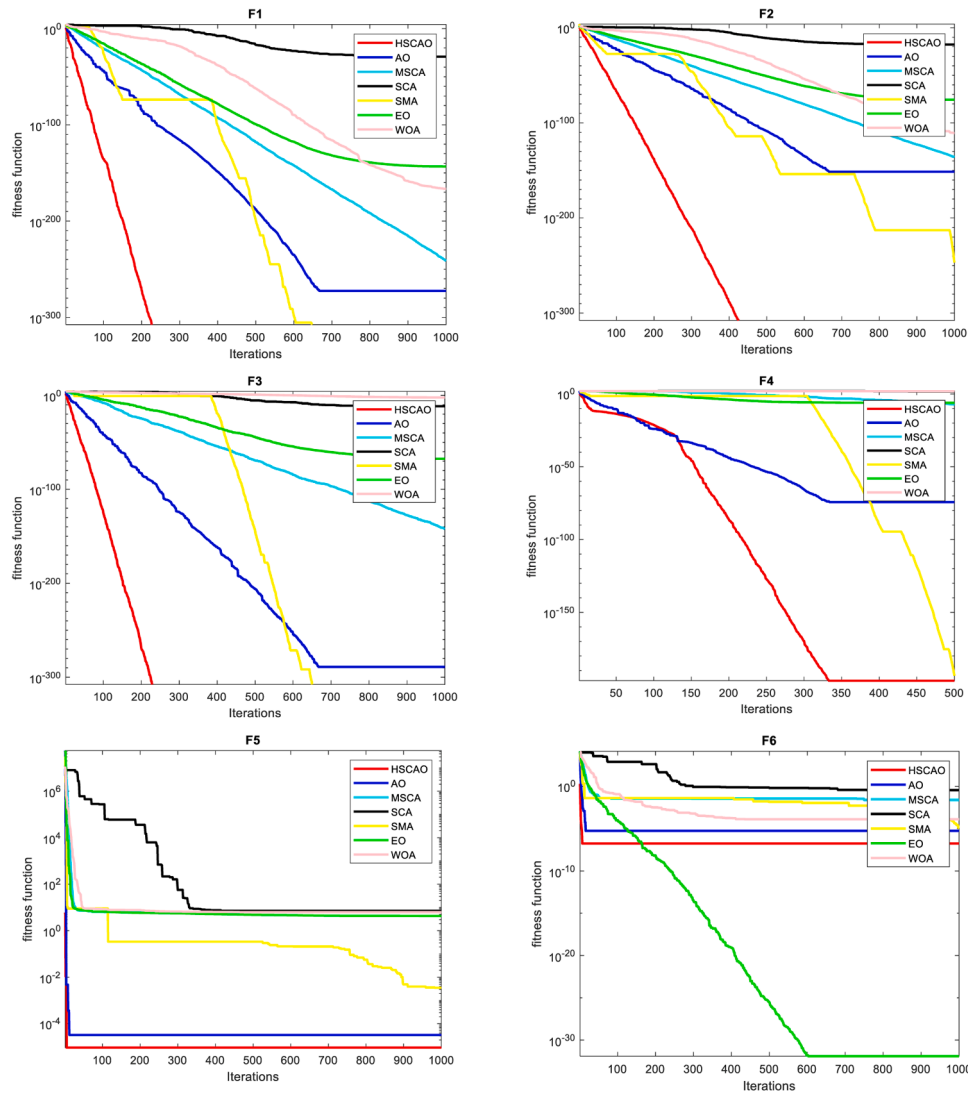 F1
fitness function
10^0
10^-100
10^-200
10^-300
100 200 300 400 500 600 700 800 900 1000
Iterations
HSCAO
AO
MSCA
SCA
SMA
EO
WOA
F2
fitness function
10^0
10^-100
10^-200
10^-300
100 200 300 400 500 600 700 800 900 1000
Iterations
HSCAO
AO
MSCA
SCA
SMA
EO
WOA
F3
fitness function
10^0
10^-100
10^-200
10^-300
100 200 300 400 500 600 700 800 900 1000
Iterations
HSCAO
AO
MSCA
SCA
SMA
EO
WOA
F4
fitness function
10^0
10^-50
10^-100
10^-150
50 100 150 200 250 300 350 400 450 500
Iterations
HSCAO
AO
MSCA
SCA
SMA
EO
WOA
F5
fitness function
10^6
10^4
10^2
10^0
10^-2
10^-4
100 200 300 400 500 600 700 800 900 1000
Iterations
HSCAO
AO
MSCA
SCA
SMA
EO
WOA
F6
fitness function
10^0
10^-10
10^-20
10^-30
100 200 300 400 500 600 700 800 900 1000
Iterations
HSCAO
AO
MSCA
SCA
SMA
EO
WOA